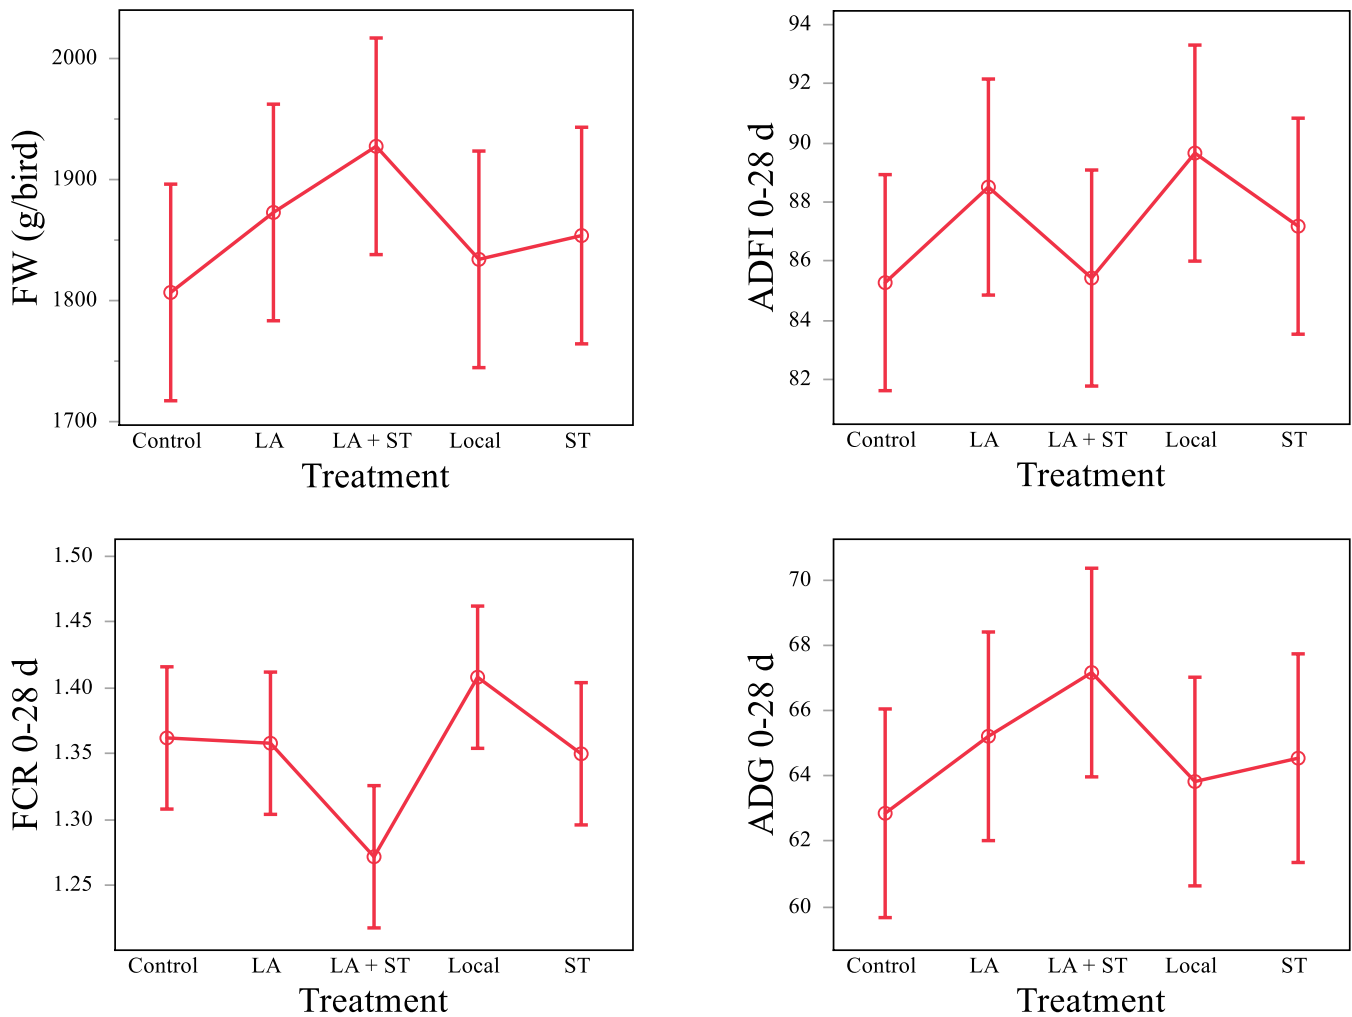 FW (g/bird)
2000
1900
1800
1700
Control LA LA + ST Local ST
Treatment
ADFI 0-28 d
94
92
90
88
86
84
82
Control LA LA + ST Local ST
Treatment
FCR 0-28 d
1.50
1.45
1.40
1.35
1.30
1.25
Control LA LA + ST Local ST
Treatment
ADG 0-28 d
70
68
66
64
62
60
Control LA LA + ST Local ST
Treatment